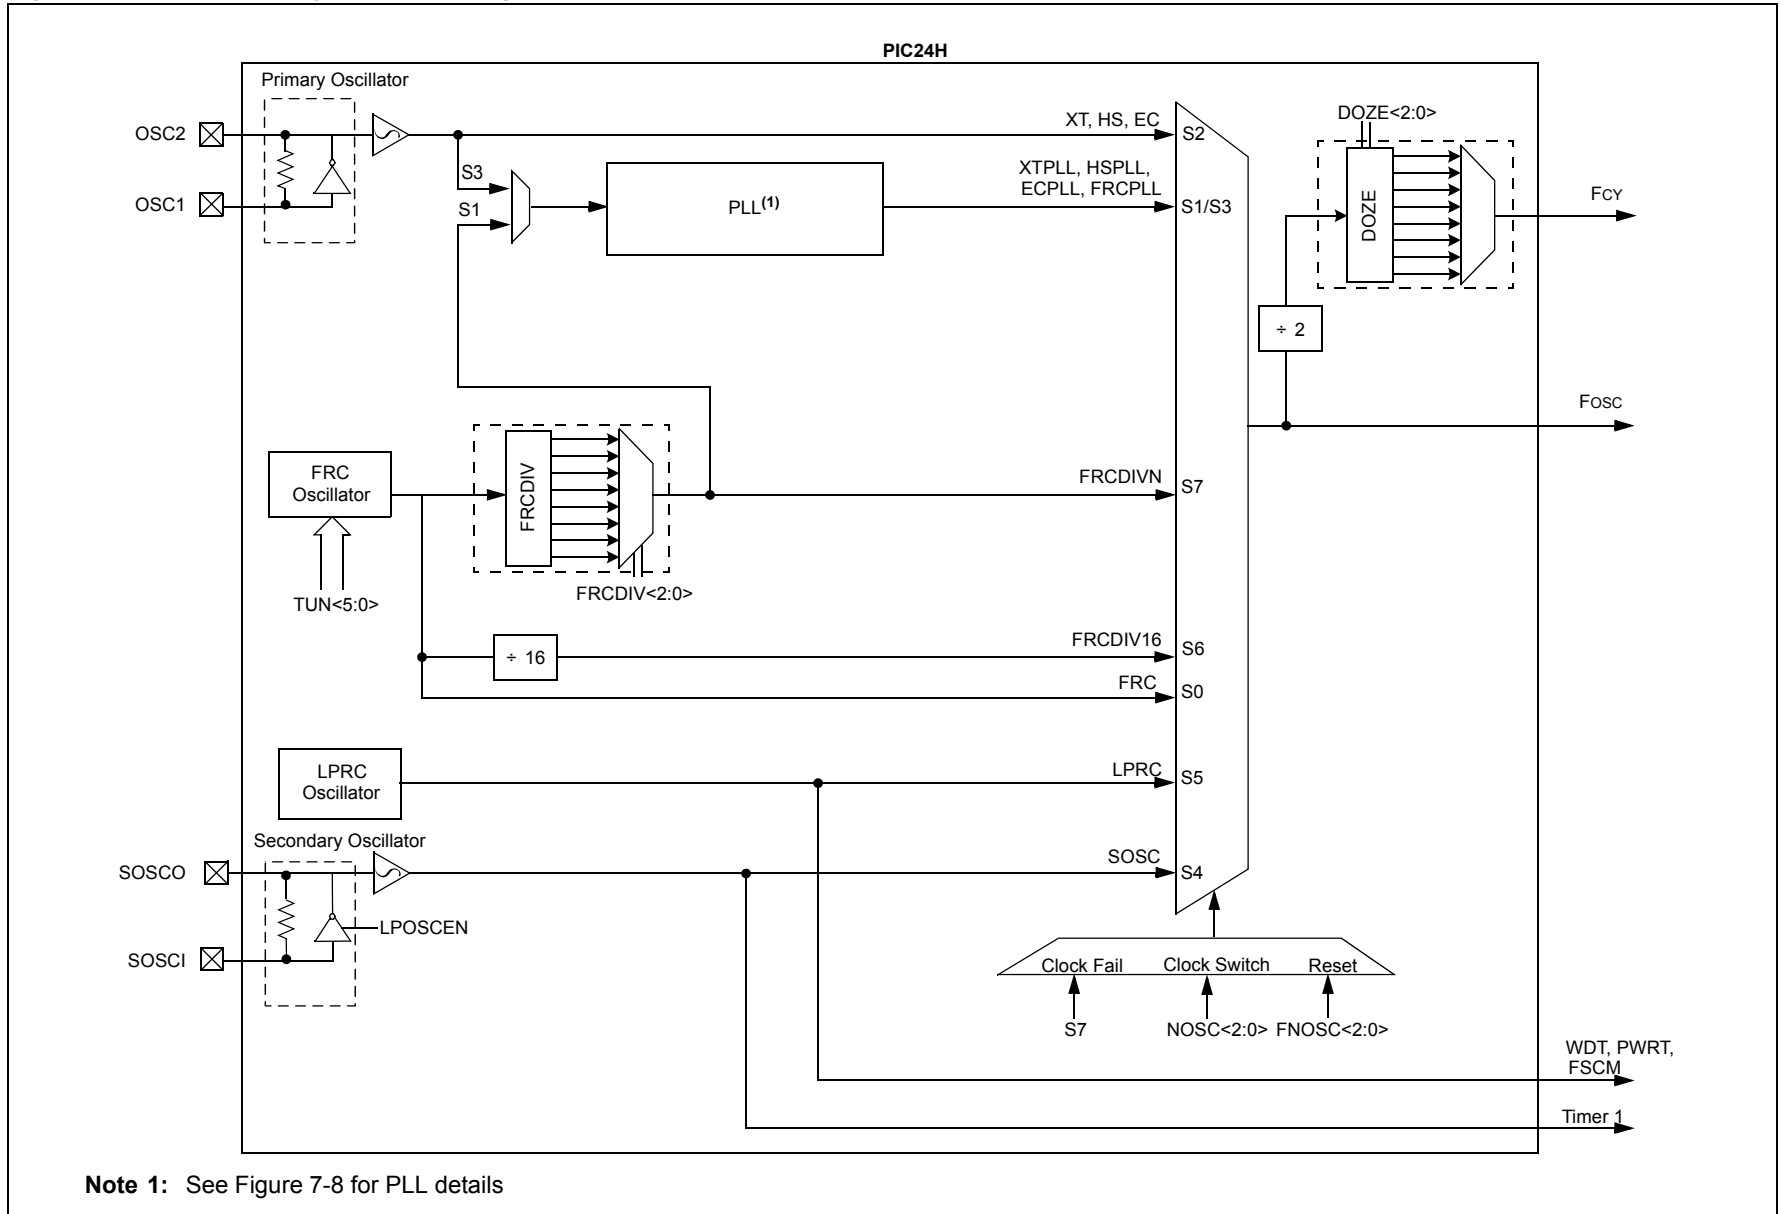 PIC24H
Primary Oscillator
OSC2
OSC1
S3
S1
PLL(1)
XT, HS, EC
XTPLL, HSPLL,
ECPLL, FRCPLL
S2
S1/S3
DOZE<2:0>
DOZE
FCY
÷ 2
FOSC
FRC
Oscillator
TUN<5:0>
FRCDIV
FRCDIV<2:0>
FRCDIVN
S7
÷ 16
FRCDIV16
S6
FRC
S0
LPRC
Oscillator
LPRC
S5
Secondary Oscillator
SOSCO
SOSCI
LPOSCEN
SOSC
S4
Clock Fail
Clock Switch
Reset
S7
NOSC<2:0>
FNOSC<2:0>
WDT, PWRT,
FSCM
Timer 1
Note 1: See Figure 7-8 for PLL details